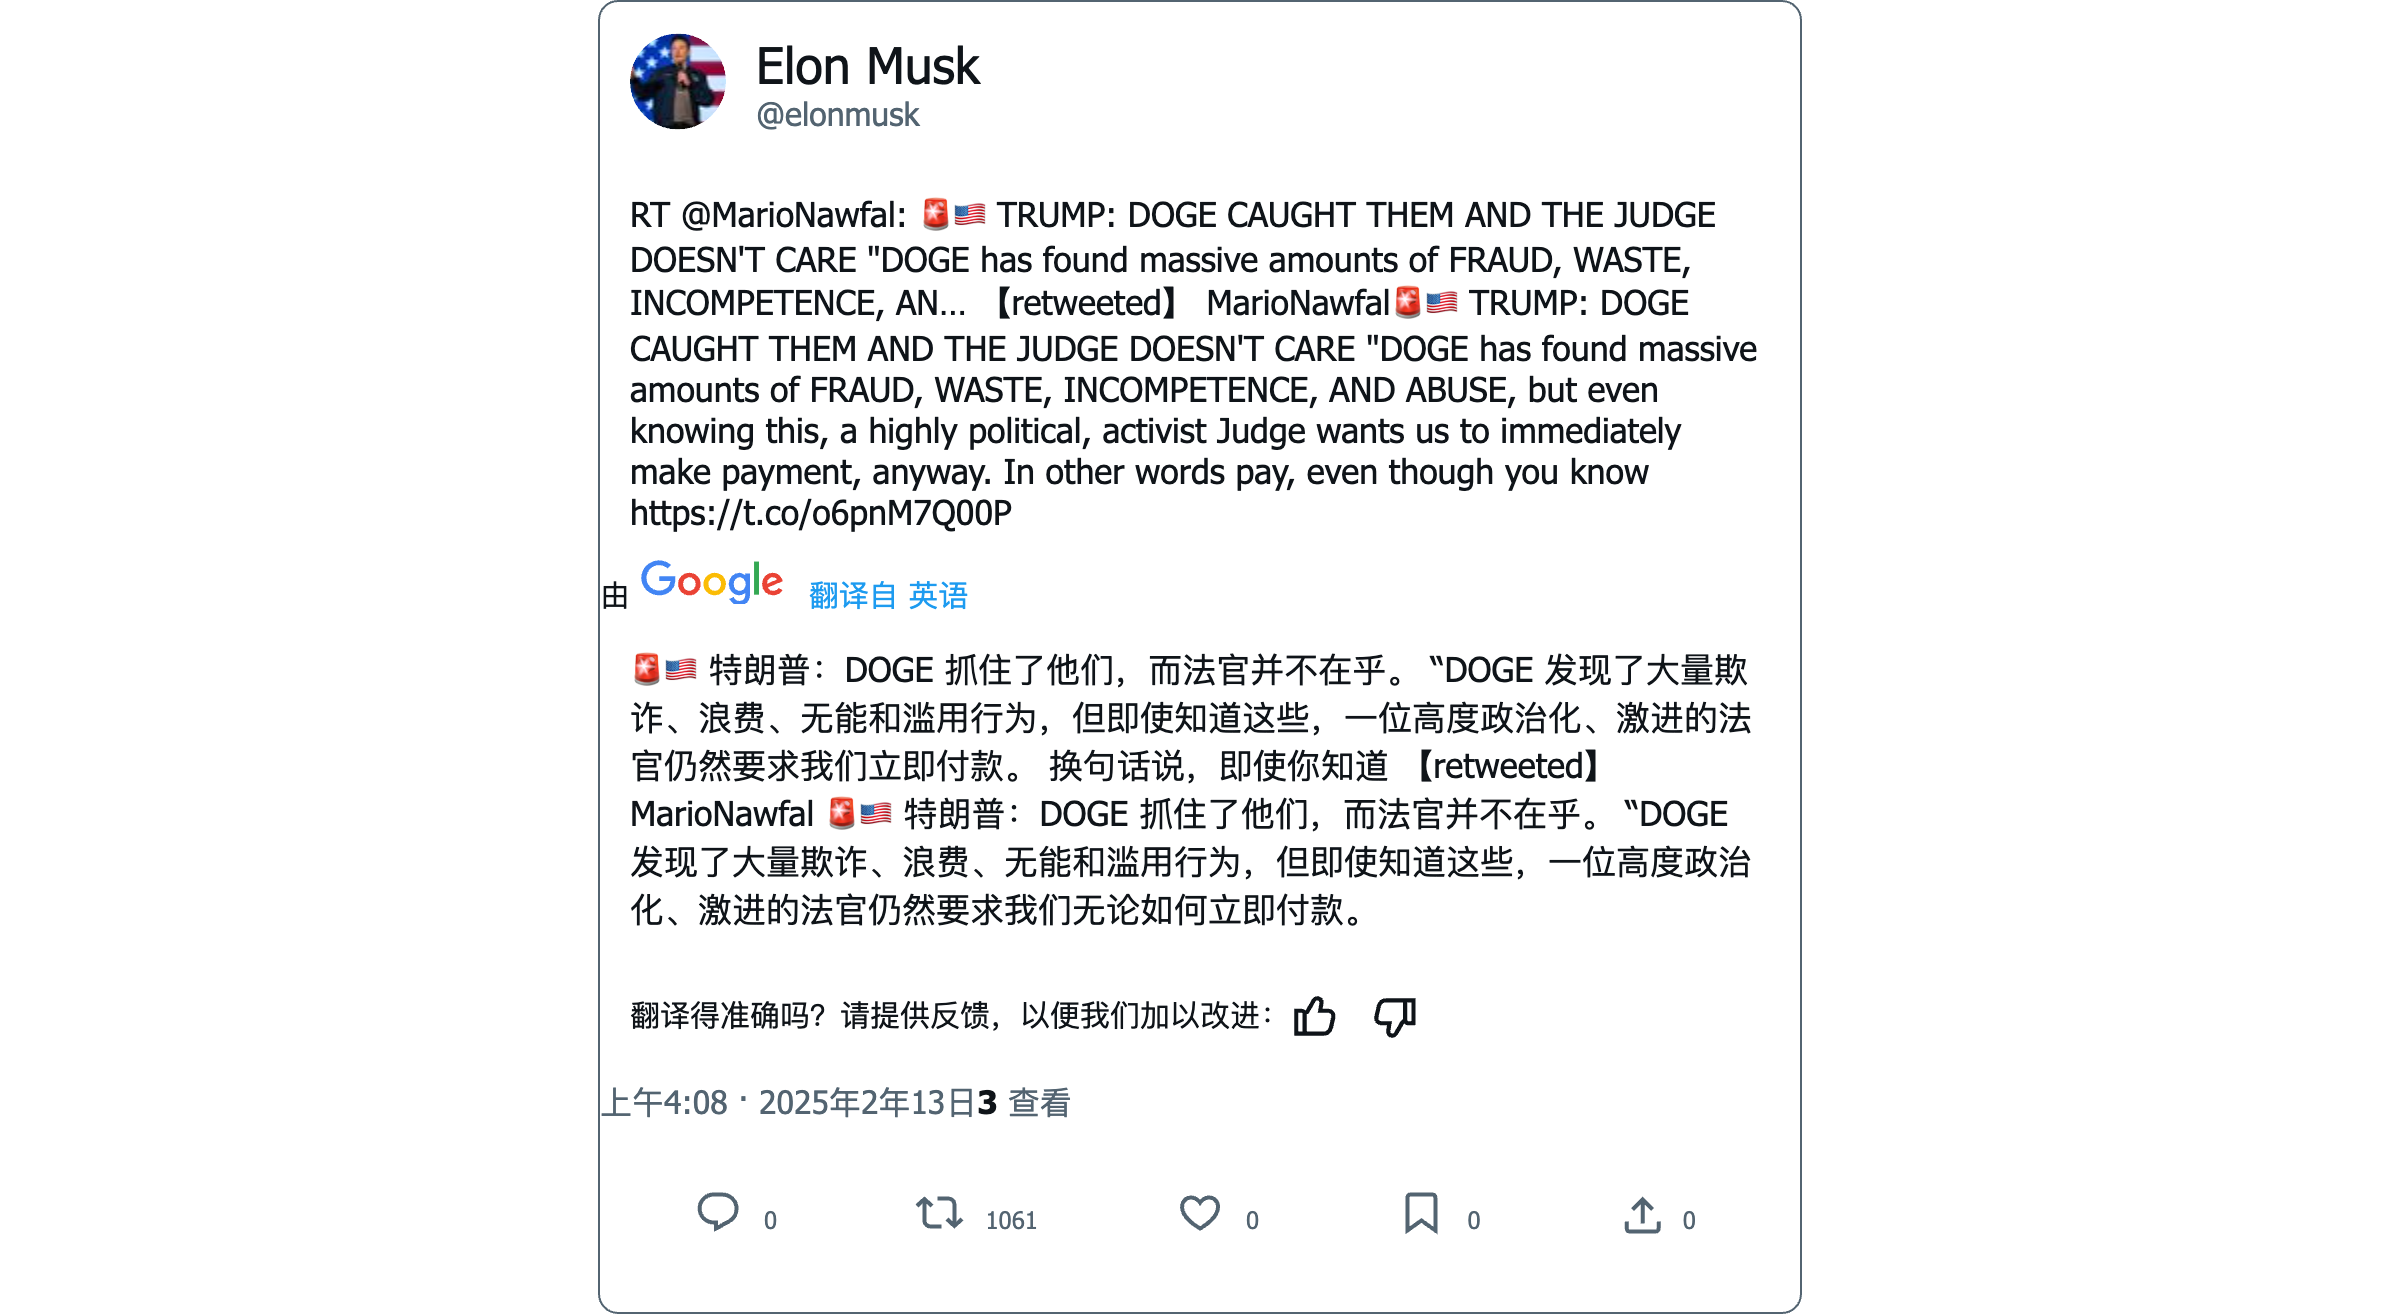 Elon Musk
@elonmusk
RT @MarioNawfal: 🚨🇺🇸 TRUMP: DOGE CAUGHT THEM AND THE JUDGE
DOESN'T CARE "DOGE has found massive amounts of FRAUD, WASTE,
INCOMPETENCE, AN... 【retweeted】 MarioNawfal🚨🇺🇸 TRUMP: DOGE
CAUGHT THEM AND THE JUDGE DOESN'T CARE "DOGE has found massive
amounts of FRAUD, WASTE, INCOMPETENCE, AND ABUSE, but even
knowing this, a highly political, activist Judge wants us to immediately
make payment, anyway. In other words pay, even though you know
https://t.co/o6pnM7Q00P
由 Google 翻译自 英语
🚨🇺🇸 特朗普：DOGE 抓住了他们，而法官并不在乎。 “DOGE 发现了大量欺
诈、浪费、无能和滥用行为，但即使知道这些，一位高度政治化、激进的法
官仍然要求我们立即付款。 换句话说，即使你知道 【retweeted】
MarioNawfal 🚨🇺🇸 特朗普：DOGE 抓住了他们，而法官并不在乎。 “DOGE
发现了大量欺诈、浪费、无能和滥用行为，但即使知道这些，一位高度政治
化、激进的法官仍然要求我们无论如何立即付款。
翻译得准确吗？请提供反馈，以便我们加以改进：
上午4:08 · 2025年2年13日3 查看
0 1061 0 0 0